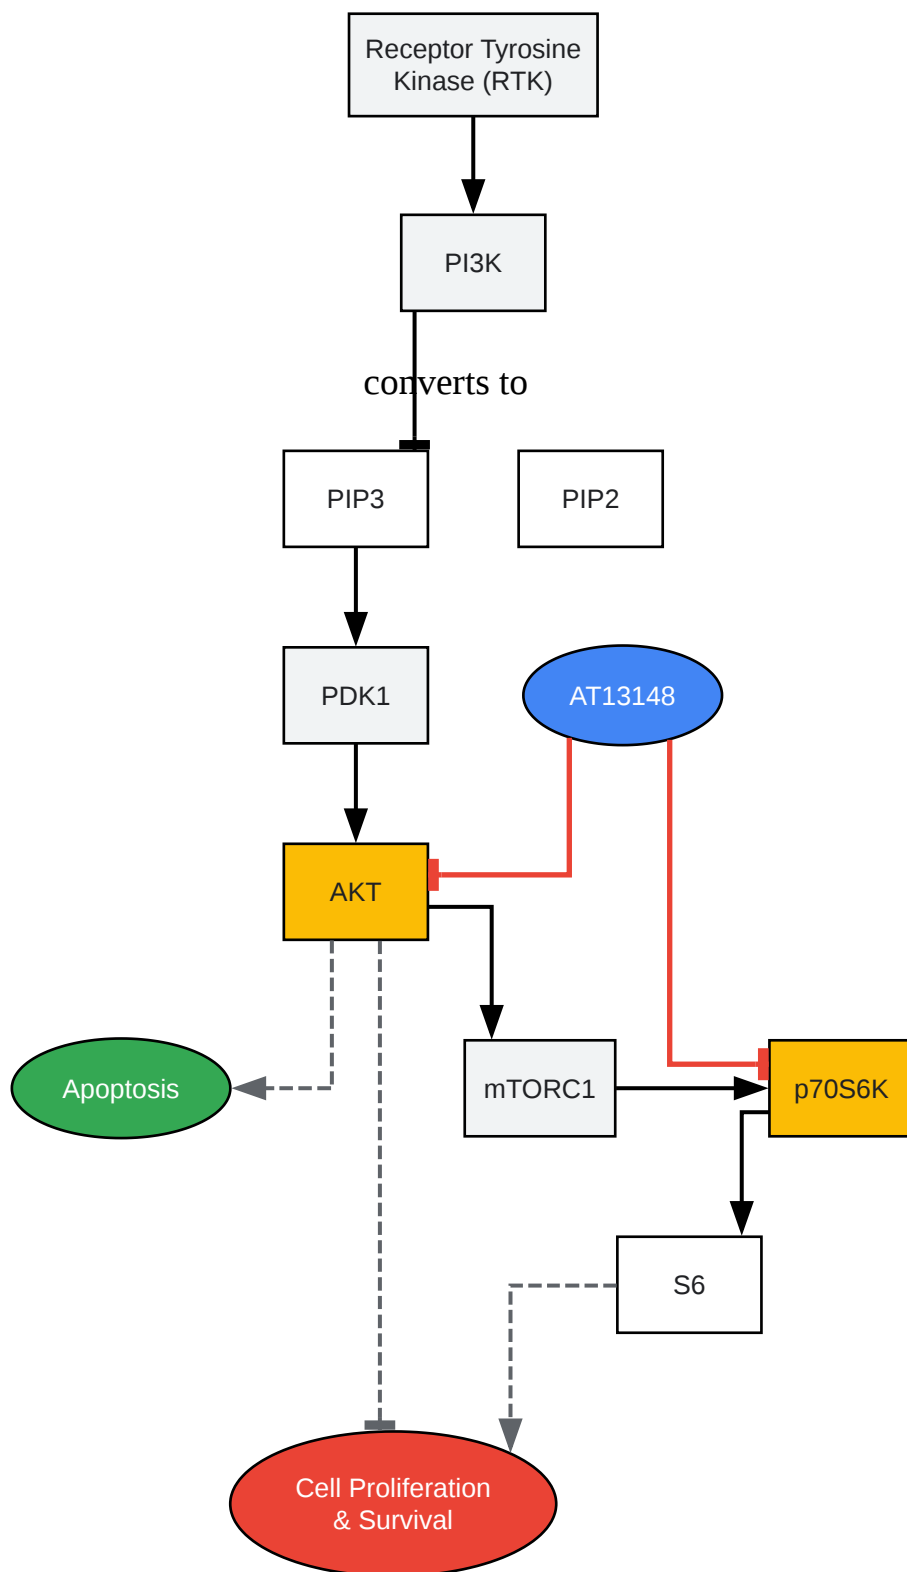 Receptor Tyrosine
Kinase (RTK)
PI3K
converts to
PIP3
PIP2
PDK1
AT13148
AKT
Apoptosis
mTORC1
p70S6K
S6
Cell Proliferation
& Survival